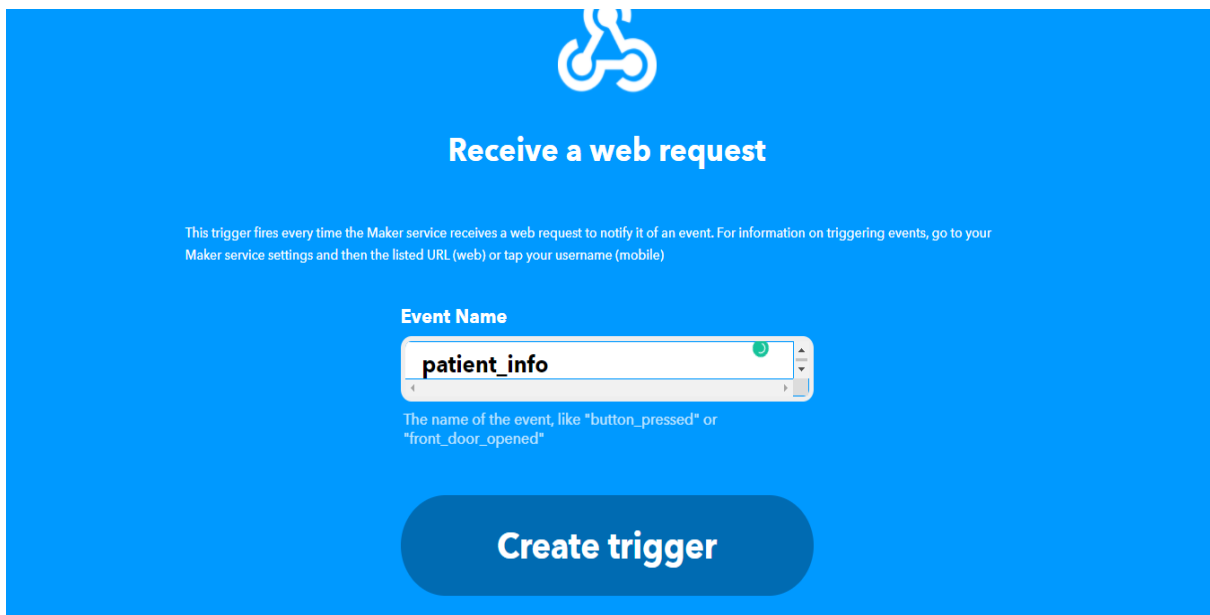 Receive a web request
This trigger fires every time the Maker service receives a web request to notify it of an event. For information on triggering events, go to your
Maker service settings and then the listed URL (web) or tap your username (mobile)
Event Name
patient_info
The name of the event, like "button_pressed" or
"front_door_opened"
Create trigger